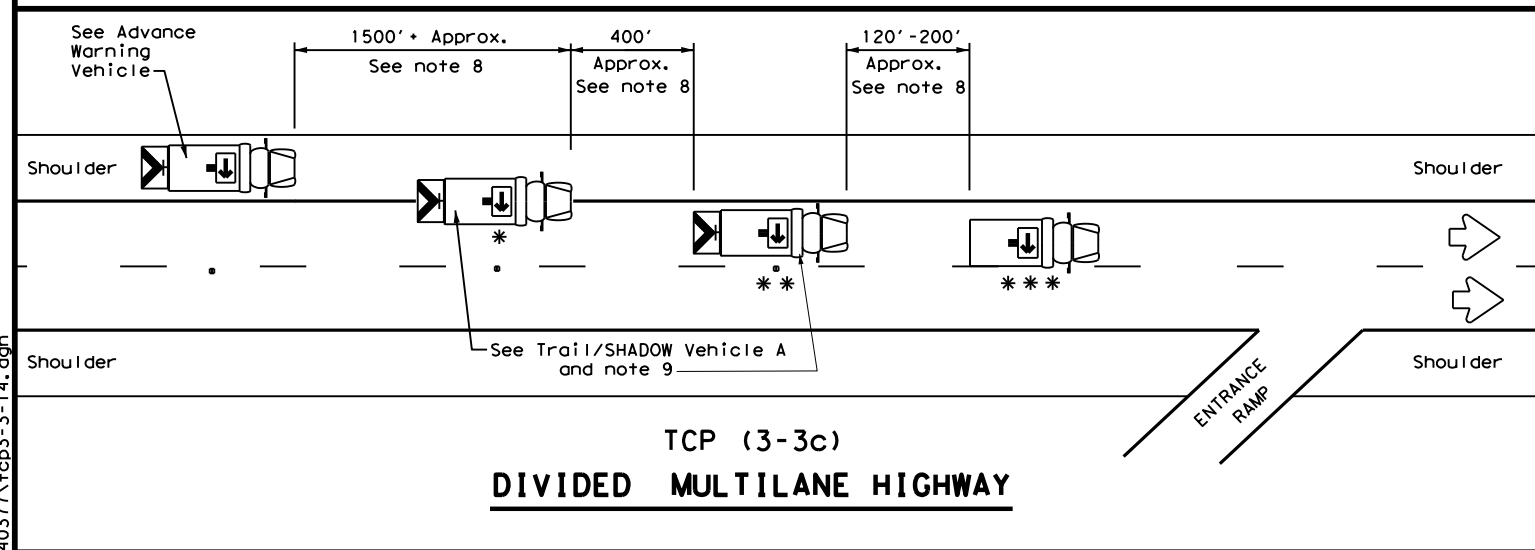 See Advance
Warning
Vehicle
1500'+ Approx.
See note 8
400'
Approx.
See note 8
120'-200'
Approx.
See note 8
Shoulder
Shoulder
*
* *
* * *
See Trail/SHADOW Vehicle A
and note 9
Shoulder
Shoulder
ENTRANCE
RAMP
TCP (3-3c)
DIVIDED MULTILANE HIGHWAY